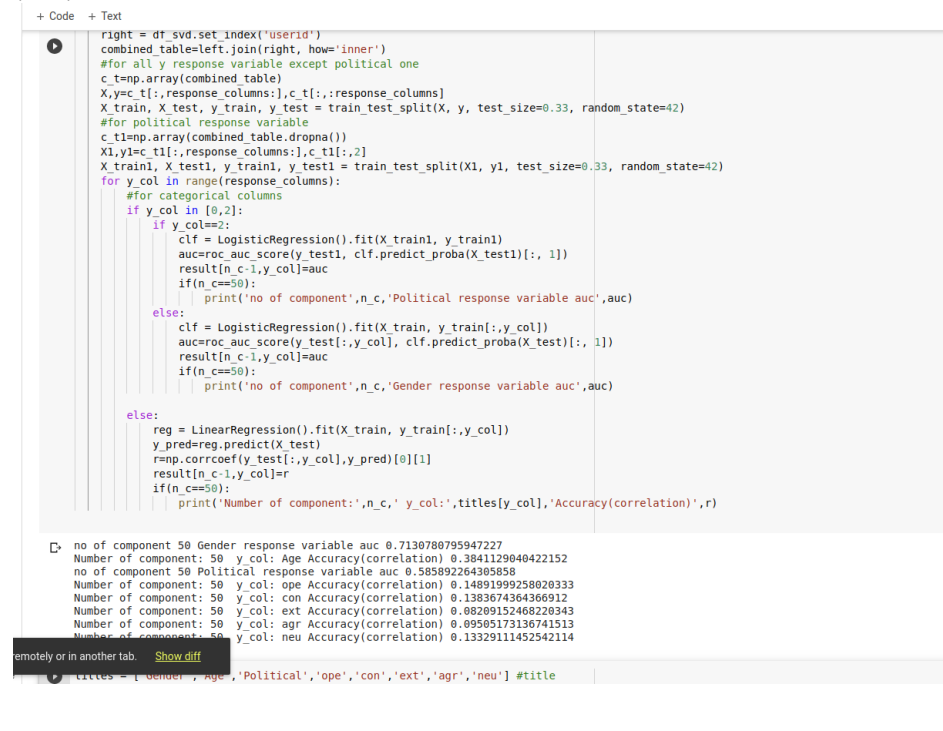 + Code + Text
right = df_svd.set_index('userid')
combined_table=left.join(right, how='inner')
#for all y response variable except political one
c_t=np.array(combined_table)
X,y=c_t[:,response_columns:],c_t[:,:response_columns]
X_train, X_test, y_train, y_test = train_test_split(X, y, test_size=0.33, random_state=42)
#for political response variable
c_t1=np.array(combined_table.dropna())
X1,y1=c_t1[:,response_columns:],c_t1[:,2]
X_train1, X_test1, y_train1, y_test1 = train_test_split(X1, y1, test_size=0.33, random_state=42)
for y_col in range(response_columns):
#for categorical columns
if y_col in [0,2]:
if y_col==2:
clf = LogisticRegression().fit(X_train1, y_train1)
auc=roc_auc_score(y_test1, clf.predict_proba(X_test1)[:, 1])
result[n_c-1,y_col]=auc
if(n_c==50):
print('no of component',n_c,'Political response variable auc',auc)
else:
clf = LogisticRegression().fit(X_train, y_train[:,y_col])
auc=roc_auc_score(y_test[:,y_col], clf.predict_proba(X_test)[:, 1])
result[n_c-1,y_col]=auc
if(n_c==50):
print('no of component',n_c,'Gender response variable auc',auc)
else:
reg = LinearRegression().fit(X_train, y_train[:,y_col])
y_pred=reg.predict(X_test)
r=np.corrcoef(y_test[:,y_col],y_pred)[0][1]
result[n_c-1,y_col]=r
if(n_c==50):
print('Number of component:',n_c,' y_col:',titles[y_col],'Accuracy(correlation)',r)
no of component 50 Gender response variable auc 0.7130780795947227
Number of component: 50 y_col: Age Accuracy(correlation) 0.3841129040422152
no of component 50 Political response variable auc 0.585892264305858
Number of component: 50 y_col: ope Accuracy(correlation) 0.14891999258020333
Number of component: 50 y_col: con Accuracy(correlation) 0.1383674364366912
Number of component: 50 y_col: ext Accuracy(correlation) 0.08209152468220343
Number of component: 50 y_col: agr Accuracy(correlation) 0.09505173136741513
Number of component: 50 y_col: neu Accuracy(correlation) 0.13329111452542114
emotely or in another tab. Show diff
titles = ['Gender','Age','Political','ope','con','ext','agr','neu'] #title